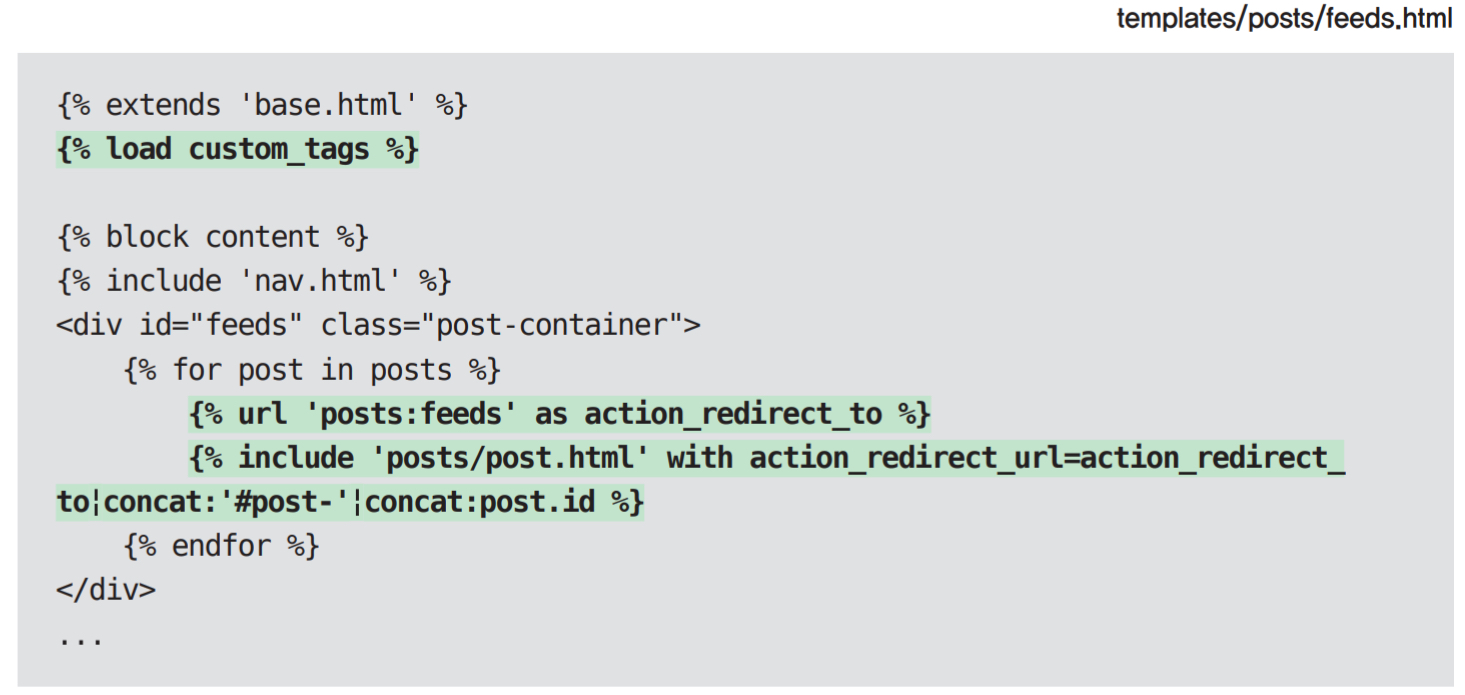 templates/posts/feeds.html
{% extends 'base.html' %}
{% load custom_tags %}
{% block content %}
{% include 'nav.html' %}
<div id="feeds" class="post-container">
    {% for post in posts %}
        {% url 'posts:feeds' as action_redirect_to %}
        {% include 'posts/post.html' with action_redirect_url=action_redirect_
to¦concat:'#post-'¦concat:post.id %}
    {% endfor %}
</div>
...